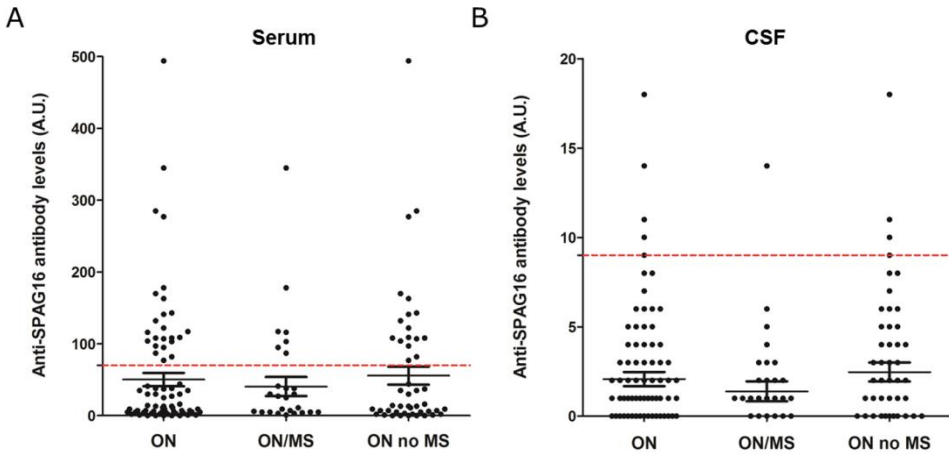 A
Serum
Anti-SPAG16 antibody levels (A.U.)
500
400
300
200
100
0
ON
ON/MS
ON no MS
B
CSF
Anti-SPAG16 antibody levels (A.U.)
20
15
10
5
0
ON
ON/MS
ON no MS